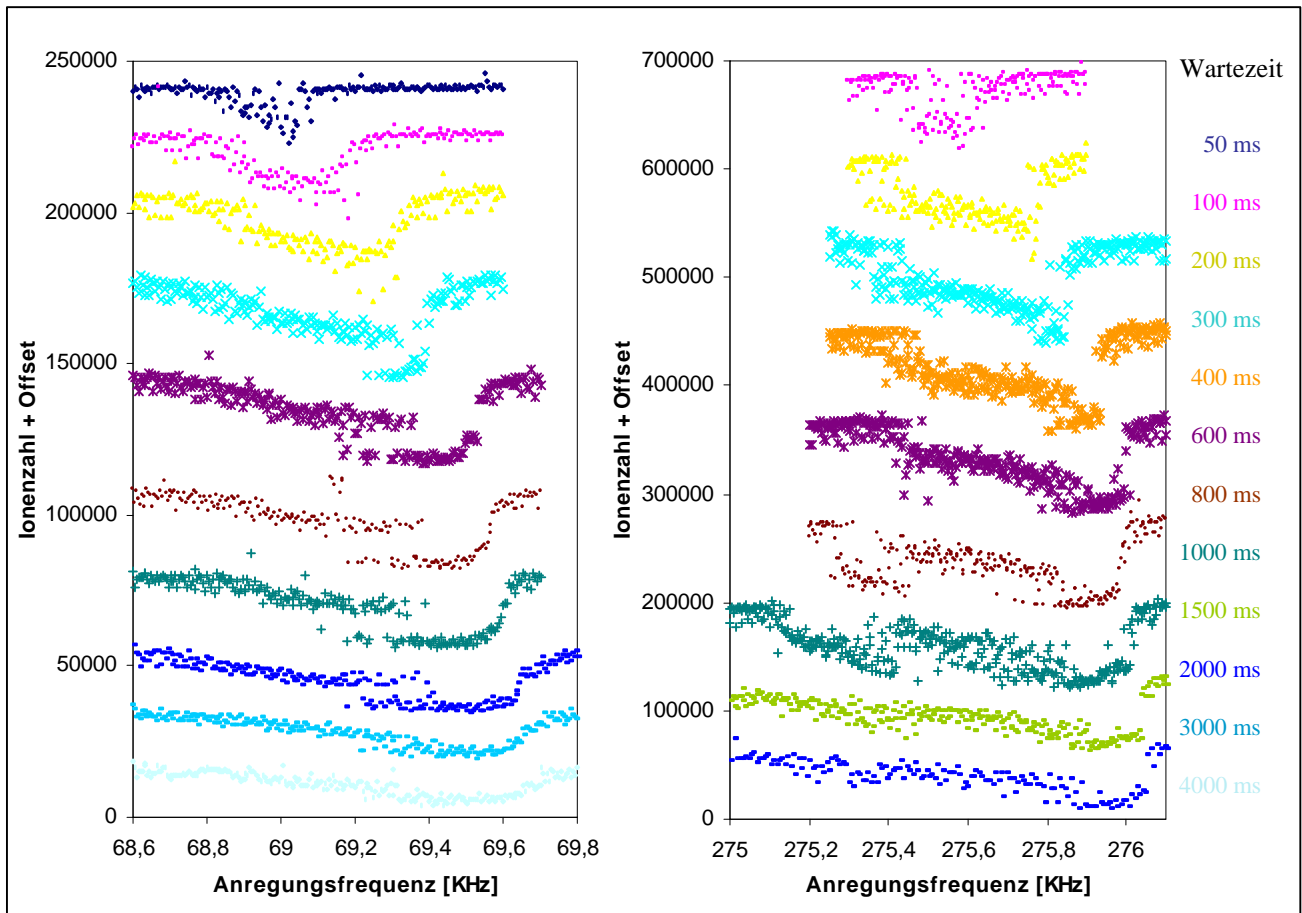 250000
200000
150000
100000
50000
0
Ionenzahl + Offset
68,6 68,8 69 69,2 69,4 69,6 69,8
Anregungsfrequenz [KHz]
700000
600000
500000
400000
300000
200000
100000
0
Ionenzahl + Offset
275 275,2 275,4 275,6 275,8 276
Anregungsfrequenz [KHz]
Wartezeit
50 ms
100 ms
200 ms
300 ms
400 ms
600 ms
800 ms
1000 ms
1500 ms
2000 ms
3000 ms
4000 ms